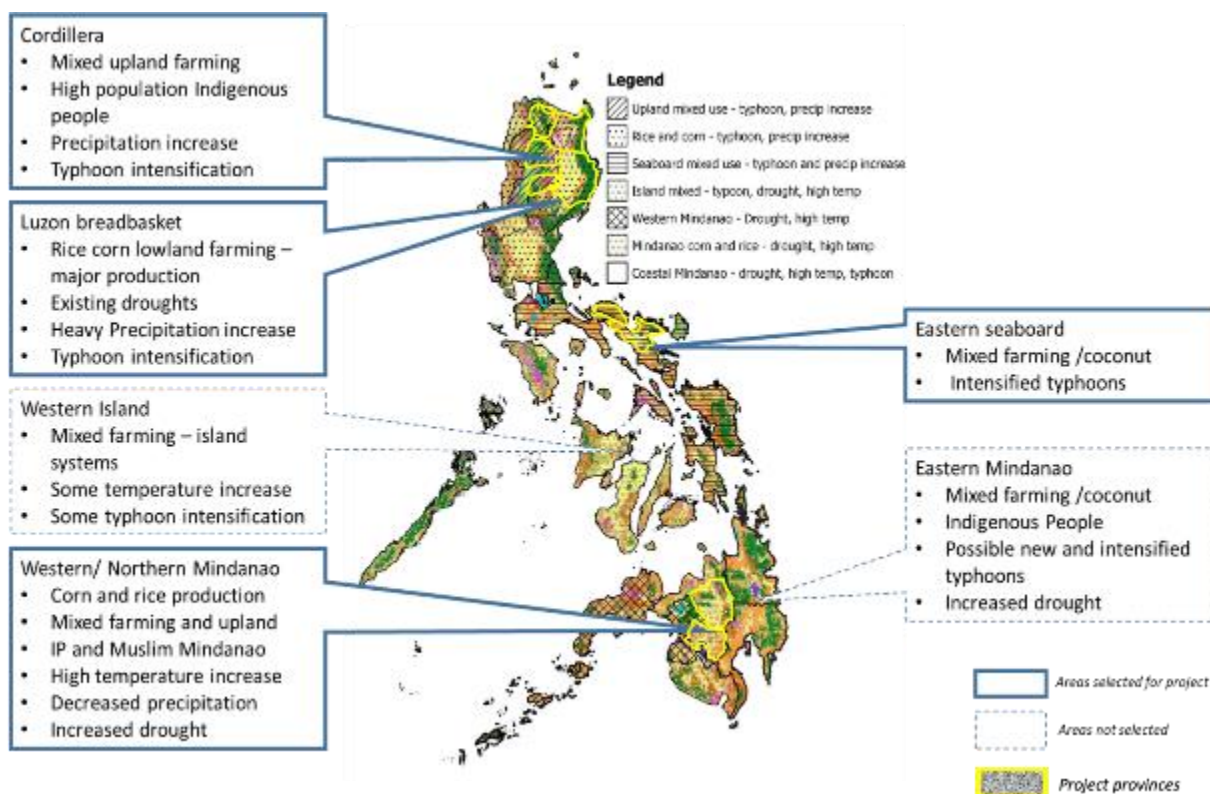 Cordillera
• Mixed upland farming
• High population Indigenous
people
• Precipitation increase
• Typhoon intensification
Luzon breadbasket
• Rice corn lowland farming –
major production
• Existing droughts
• Heavy Precipitation increase
• Typhoon intensification
Western Island
• Mixed farming – island
systems
• Some temperature increase
• Some typhoon intensification
Western/ Northern Mindanao
• Corn and rice production
• Mixed farming and upland
• IP and Muslim Mindanao
• High temperature increase
• Decreased precipitation
• Increased drought
Legend
Upland mixed use - typhoon, precip increase
Rice and corn - typhoon, precip increase
Seaboard mixed use - typhoon and precip increase
Island mixed - typoon, drought, high temp
Western Mindanao - Drought, high temp
Mindanao corn and rice - drought, high temp
Coastal Mindanao - drought, high temp, typhoon
Eastern seaboard
• Mixed farming /coconut
• Intensified typhoons
Eastern Mindanao
• Mixed farming /coconut
• Indigenous People
• Possible new and intensified
typhoons
• Increased drought
Areas selected for project
Areas not selected
Project provinces